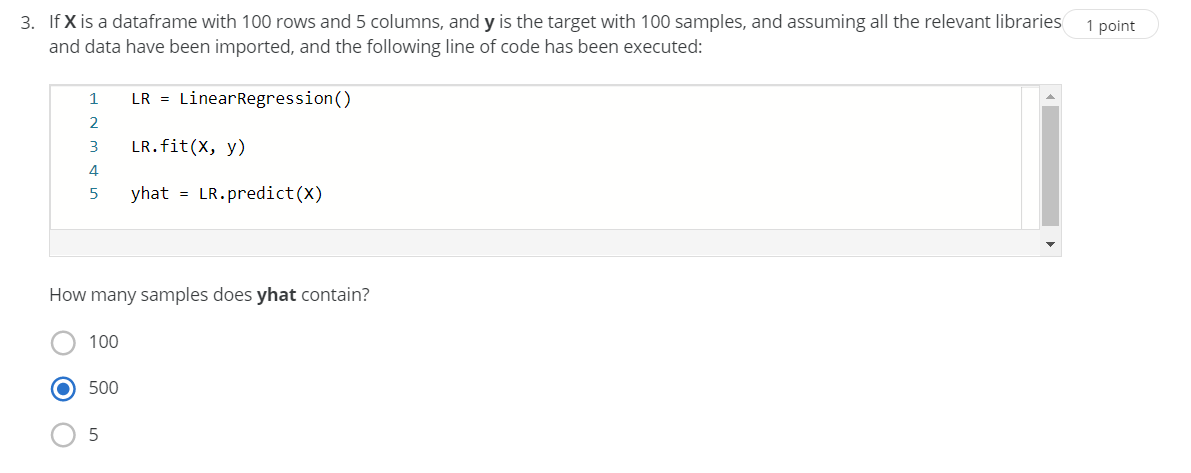 3. If X is a dataframe with 100 rows and 5 columns, and y is the target with 100 samples, and assuming all the relevant libraries
1 point
and data have been imported, and the following line of code has been executed:
1 LR = LinearRegression()
2
3 LR.fit(X, y)
4
5 yhat = LR.predict(X)
How many samples does yhat contain?
100
500
5